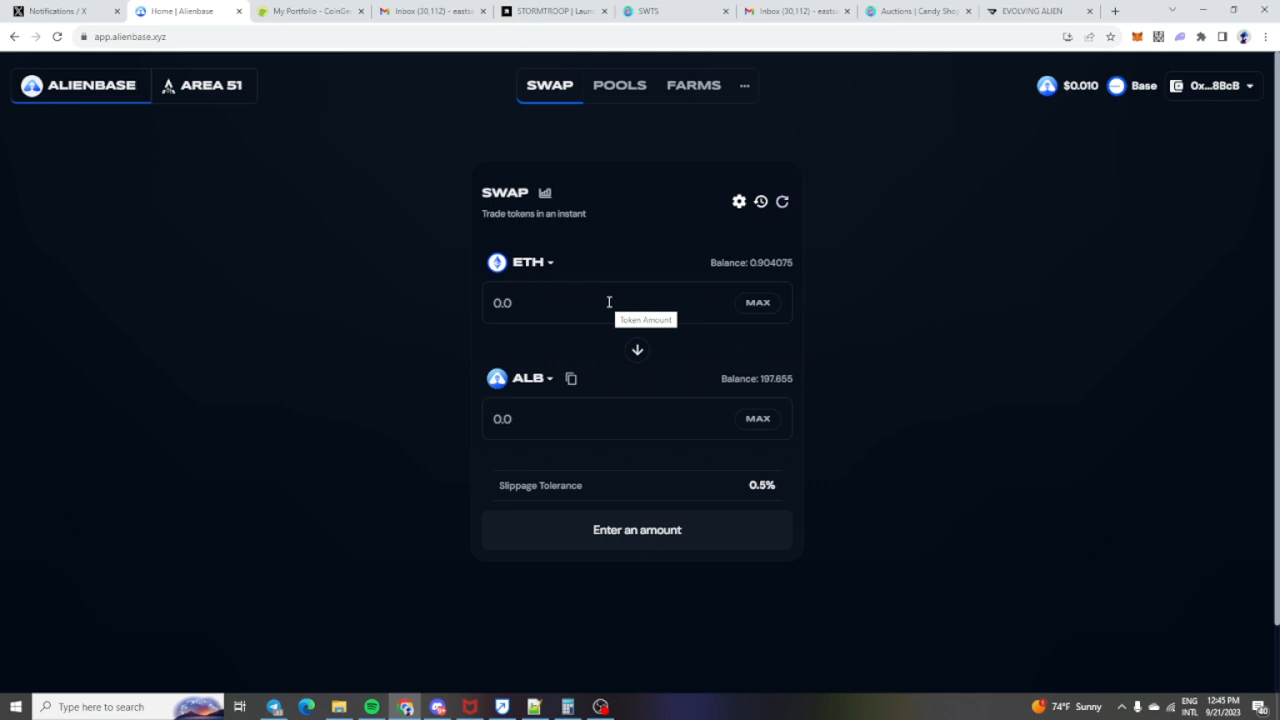 Notifications / X
Home | Alienbase
My Portfolio - CoinGe
Inbox (30,112) - easts
STORMTROOP | Laun
SWTS
Inbox (30,112) - easts
Auctions | Candy Sho
EVOLVING ALIEN
app.alienbase.xyz
ALIENBASE
AREA 51
SWAP
POOLS
FARMS
...
$0.010
Base
0x...8BcB
SWAP
Trade tokens in an instant
ETH
Balance: 0.904075
0.0
MAX
Token Amount
ALB
Balance: 197.655
0.0
MAX
Slippage Tolerance
0.5%
Enter an amount
Type here to search
74°F Sunny
ENG
INTL
12:45 PM
9/21/2023
40